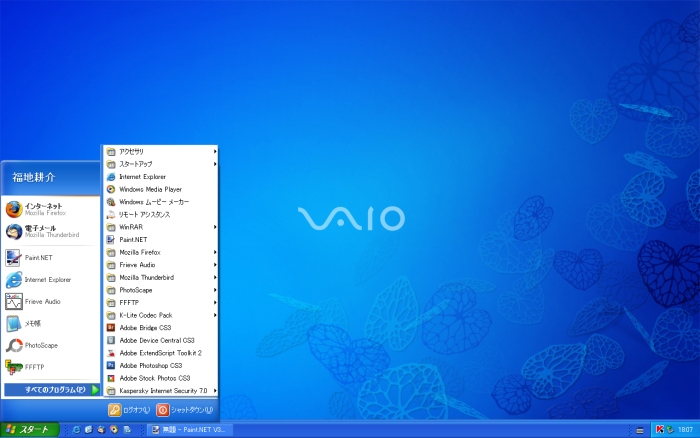 VAIO
福地耕介
インターネット
Mozilla Firefox
電子メール
Mozilla Thunderbird
Paint.NET
Internet Explorer
Frieve Audio
メモ帳
PhotoScape
FFFTP
すべてのプログラム(P)
アクセサリ
スタートアップ
Internet Explorer
Windows Media Player
Windows ムービー メーカー
リモート アシスタンス
WinRAR
Paint.NET
Mozilla Firefox
Frieve Audio
Mozilla Thunderbird
PhotoScape
FFFTP
K-Lite Codec Pack
Adobe Bridge CS3
Adobe Device Central CS3
Adobe ExtendScript Toolkit 2
Adobe Photoshop CS3
Adobe Stock Photos CS3
Kaspersky Internet Security 7.0
ログオフ(L)
シャットダウン(U)
スタート
無題 - Paint.NET V3...
18:07